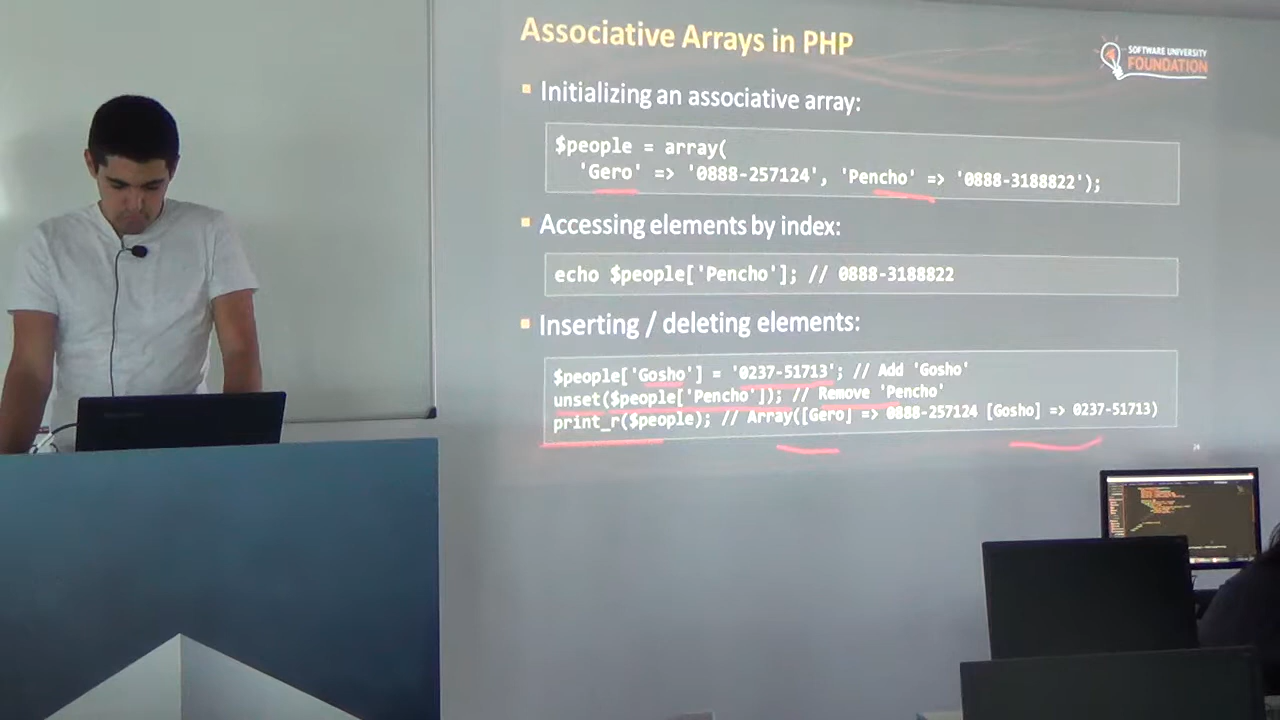 Associative Arrays in PHP
SOFTWARE UNIVERSITY
FOUNDATION
Initializing an associative array:
$people = array(
'Gero' => '0888-257124', 'Pencho' => '0888-3188822');
Accessing elements by index:
echo $people['Pencho']; // 0888-3188822
Inserting / deleting elements:
$people['Gosho'] = '0237-51713'; // Add 'Gosho'
unset($people['Pencho']); // Remove 'Pencho'
print_r($people); // Array([Gero] => 0888-257124 [Gosho] => 0237-51713)